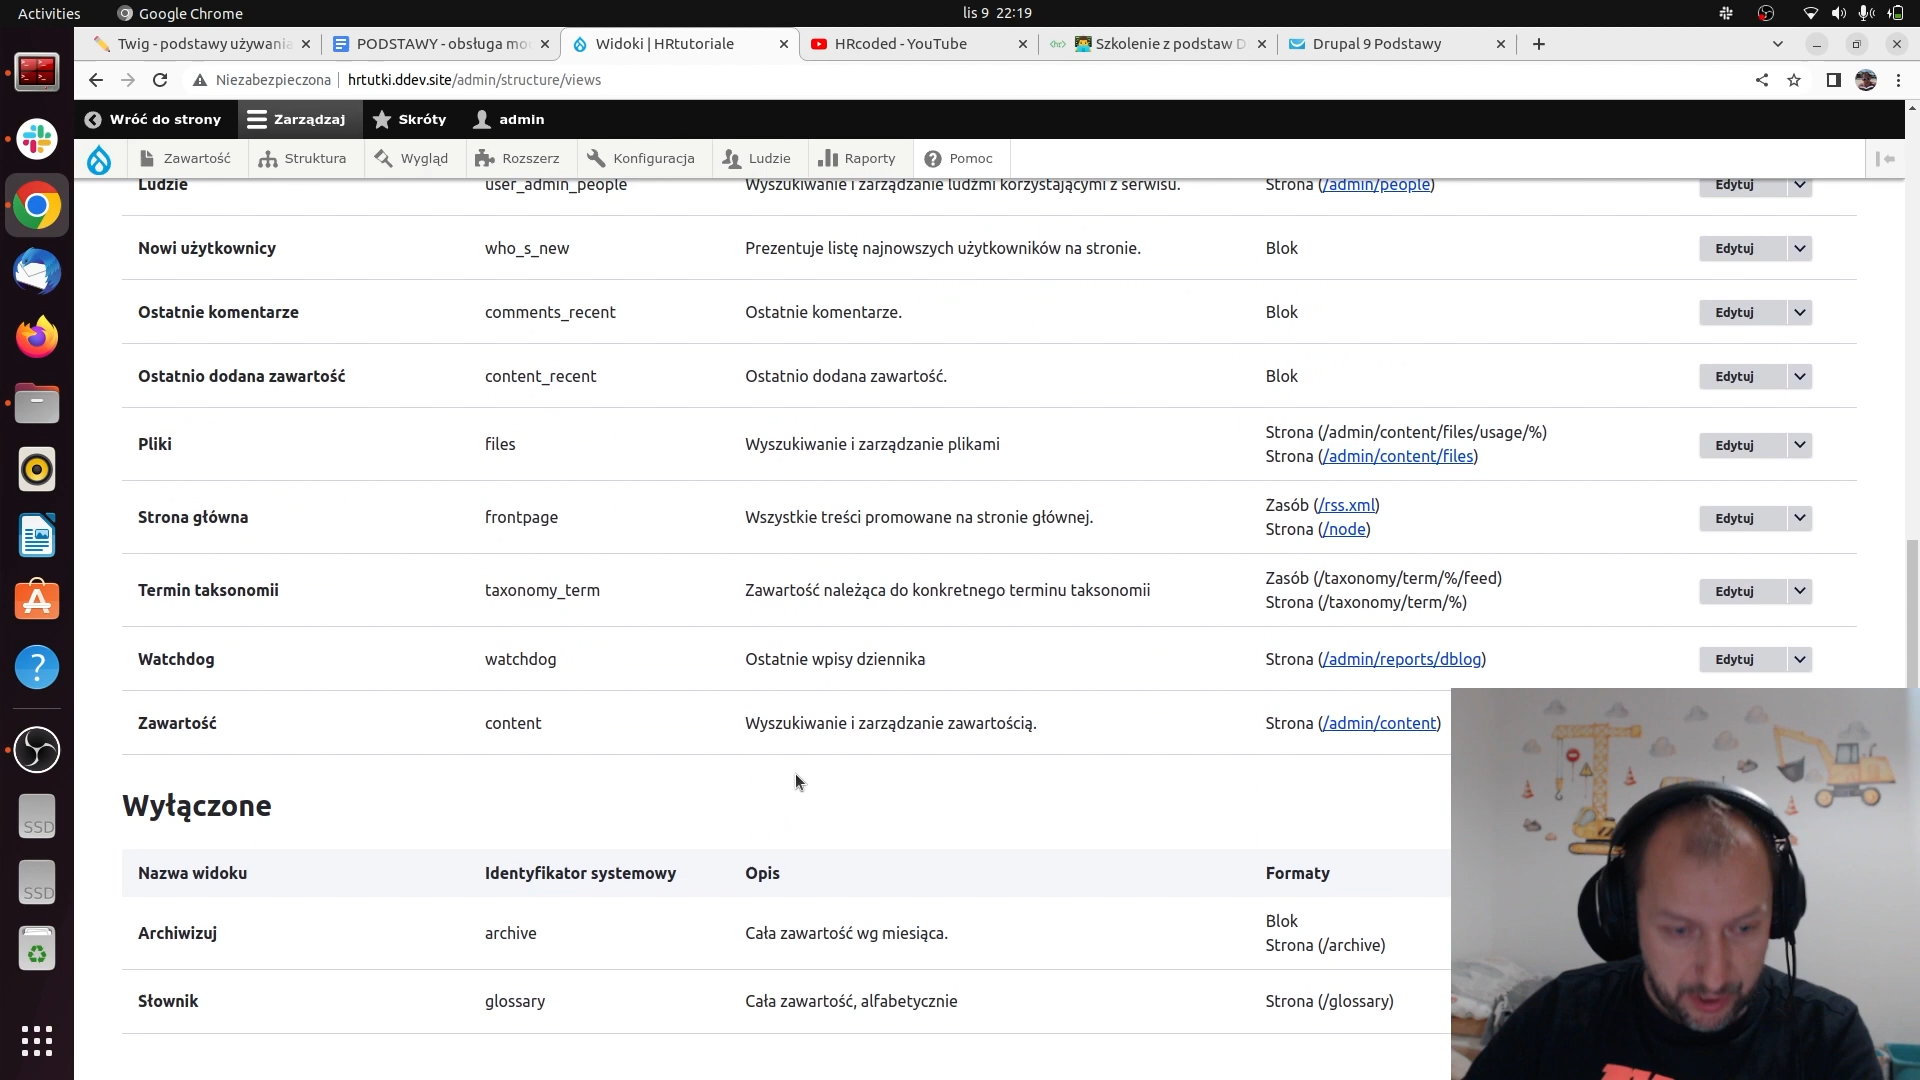 Activities
Google Chrome
lis 9 22:19
Twig - podstawy używania
PODSTAWY - obsługa mo
Widoki | HRtutoriale
HRcoded - YouTube
Szkolenie z podstaw D
Drupal 9 Podstawy
Niezabezpieczona
hrtutki.ddev.site/admin/structure/views
Wróć do strony
Zarządzaj
Skróty
admin
Zawartość
Struktura
Wygląd
Rozszerz
Konfiguracja
Ludzie
Raporty
Pomoc
Ludzie user_admin_people Wyszukiwanie i zarządzanie ludźmi korzystającymi z serwisu. Strona (/admin/people) Edytuj
Nowi użytkownicy who_s_new Prezentuje listę najnowszych użytkowników na stronie. Blok Edytuj
Ostatnie komentarze comments_recent Ostatnie komentarze. Blok Edytuj
Ostatnio dodana zawartość content_recent Ostatnio dodana zawartość. Blok Edytuj
Pliki files Wyszukiwanie i zarządzanie plikami Strona (/admin/content/files/usage/%)
Strona (/admin/content/files) Edytuj
Strona główna frontpage Wszystkie treści promowane na stronie głównej. Zasób (/rss.xml)
Strona (/node) Edytuj
Termin taksonomii taxonomy_term Zawartość należąca do konkretnego terminu taksonomii Zasób (/taxonomy/term/%/feed)
Strona (/taxonomy/term/%) Edytuj
Watchdog watchdog Ostatnie wpisy dziennika Strona (/admin/reports/dblog) Edytuj
Zawartość content Wyszukiwanie i zarządzanie zawartością. Strona (/admin/content)
Wyłączone
Nazwa widoku Identyfikator systemowy Opis Formaty
Archiwizuj archive Cała zawartość wg miesiąca. Blok
Strona (/archive)
Słownik glossary Cała zawartość, alfabetycznie Strona (/glossary)
SSD
SSD